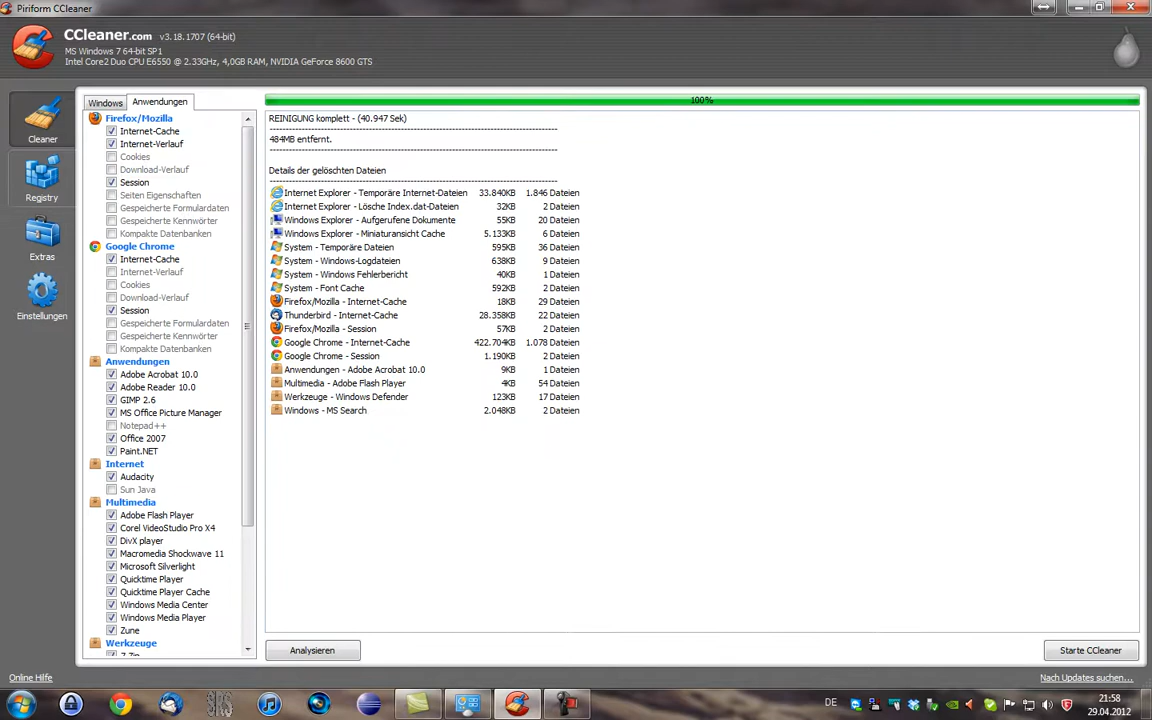 Piriform CCleaner
CCleaner.com v3.18.1707 (64-bit)
MS Windows 7 64-bit SP1
Intel Core2 Duo CPU E6550 @ 2.33GHz, 4,0GB RAM, NVIDIA GeForce 8600 GTS
Cleaner
Registry
Extras
Einstellungen
Windows Anwendungen
Firefox/Mozilla
Internet-Cache
Internet-Verlauf
Cookies
Download-Verlauf
Session
Seiten Eigenschaften
Gespeicherte Formulardaten
Gespeicherte Kennwörter
Kompakte Datenbanken
Google Chrome
Internet-Cache
Internet-Verlauf
Cookies
Download-Verlauf
Session
Gespeicherte Formulardaten
Gespeicherte Kennwörter
Kompakte Datenbanken
Anwendungen
Adobe Acrobat 10.0
Adobe Reader 10.0
GIMP 2.6
MS Office Picture Manager
Notepad++
Office 2007
Paint.NET
Internet
Audacity
Sun Java
Multimedia
Adobe Flash Player
Corel VideoStudio Pro X4
DivX player
Macromedia Shockwave 11
Microsoft Silverlight
Quicktime Player
Quicktime Player Cache
Windows Media Center
Windows Media Player
Zune
Werkzeuge
100%
REINIGUNG komplett - (40.947 Sek)
484MB entfernt.
Details der gelöschten Dateien
Internet Explorer - Temporäre Internet-Dateien 33.840KB 1.846 Dateien
Internet Explorer - Lösche Index.dat-Dateien 32KB 2 Dateien
Windows Explorer - Aufgerufene Dokumente 55KB 20 Dateien
Windows Explorer - Miniaturansicht Cache 5.133KB 6 Dateien
System - Temporäre Dateien 595KB 36 Dateien
System - Windows-Logdateien 638KB 9 Dateien
System - Windows Fehlerbericht 40KB 1 Dateien
System - Font Cache 592KB 2 Dateien
Firefox/Mozilla - Internet-Cache 18KB 29 Dateien
Thunderbird - Internet-Cache 28.358KB 22 Dateien
Firefox/Mozilla - Session 57KB 2 Dateien
Google Chrome - Internet-Cache 422.704KB 1.078 Dateien
Google Chrome - Session 1.190KB 2 Dateien
Anwendungen - Adobe Acrobat 10.0 9KB 1 Dateien
Multimedia - Adobe Flash Player 4KB 54 Dateien
Werkzeuge - Windows Defender 123KB 17 Dateien
Windows - MS Search 2.048KB 2 Dateien
Analysieren
Starte CCleaner
Online Hilfe
Nach Updates suchen...
DE
21:58
29.04.2012